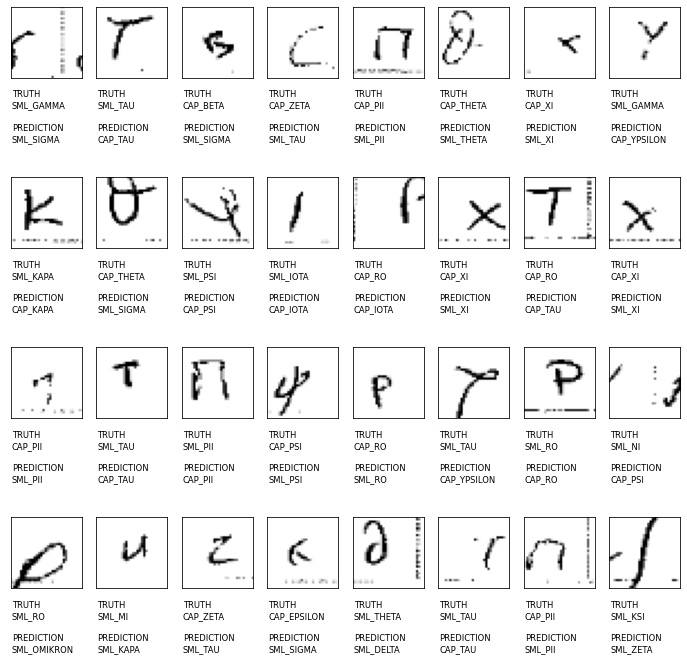 TRUTH TRUTH TRUTH TRUTH TRUTH TRUTH TRUTH TRUTH
SML_GAMMA SML_TAU CAP_BETA CAP_ZETA CAP_PII CAP_THETA CAP_XI SML_GAMMA
PREDICTION PREDICTION PREDICTION PREDICTION PREDICTION PREDICTION PREDICTION PREDICTION
SML_SIGMA CAP_TAU SML_SIGMA SML_TAU SML_PII SML_THETA SML_XI CAP_YPSILON
TRUTH TRUTH TRUTH TRUTH TRUTH TRUTH TRUTH TRUTH
SML_KAPA CAP_THETA SML_PSI SML_IOTA CAP_RO CAP_XI CAP_RO CAP_XI
PREDICTION PREDICTION PREDICTION PREDICTION PREDICTION PREDICTION PREDICTION PREDICTION
CAP_KAPA SML_SIGMA CAP_PSI CAP_IOTA CAP_IOTA SML_XI CAP_TAU SML_XI
TRUTH TRUTH TRUTH TRUTH TRUTH TRUTH TRUTH TRUTH
CAP_PII SML_TAU SML_PII CAP_PSI CAP_RO SML_TAU SML_RO SML_NI
PREDICTION PREDICTION PREDICTION PREDICTION PREDICTION PREDICTION PREDICTION PREDICTION
SML_PII CAP_TAU CAP_PII SML_PSI SML_RO CAP_YPSILON CAP_RO CAP_PSI
TRUTH TRUTH TRUTH TRUTH TRUTH TRUTH TRUTH TRUTH
SML_RO SML_MI CAP_ZETA CAP_EPSILON SML_THETA SML_TAU CAP_PII SML_KSI
PREDICTION PREDICTION PREDICTION PREDICTION PREDICTION PREDICTION PREDICTION PREDICTION
SML_OMIKRON SML_KAPA CAP_TAU SML_SIGMA SML_DELTA CAP_TAU SML_PII SML_ZETA